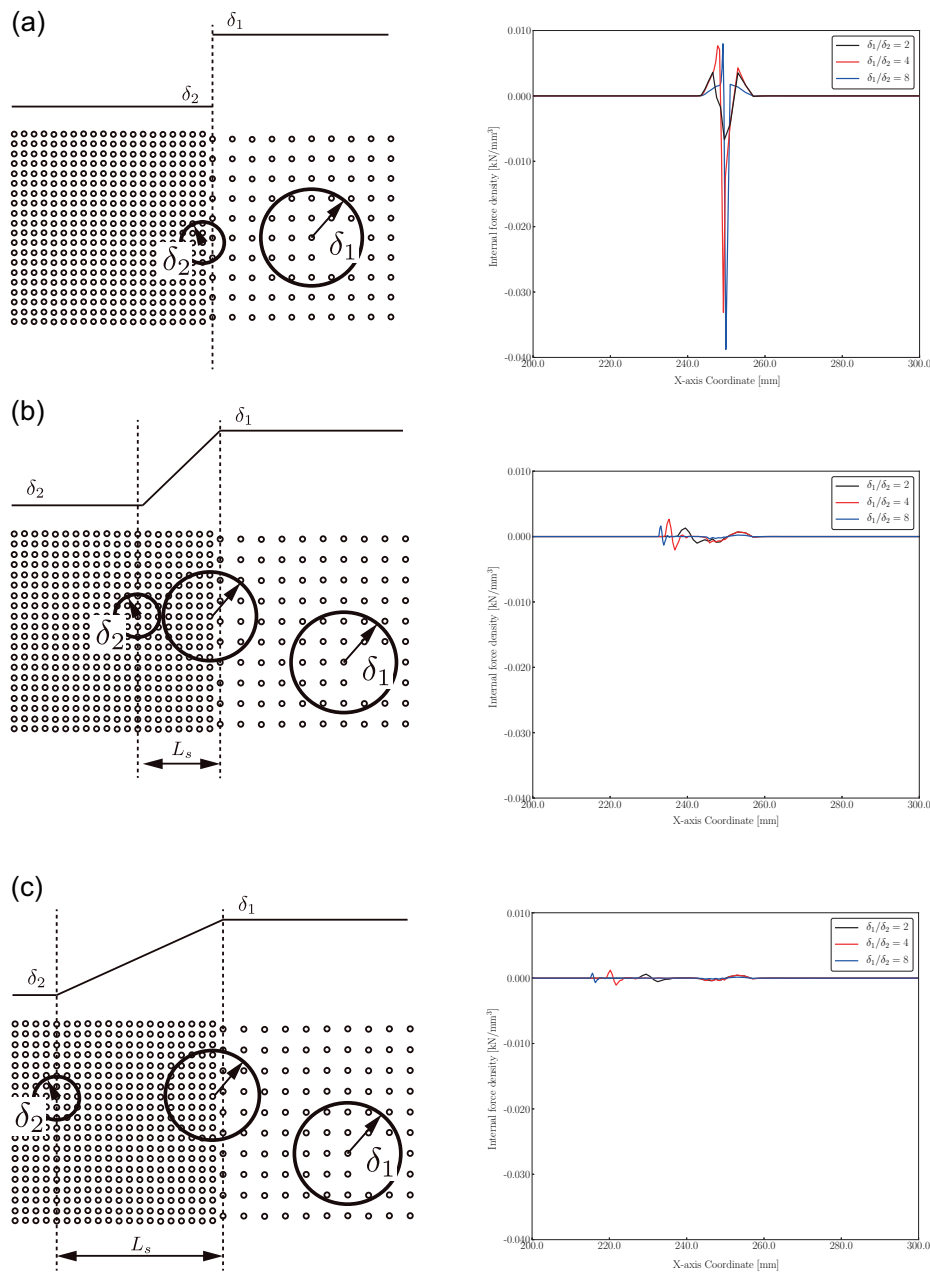 (a)
δ₁
δ₂
δ₂
δ₁
0.010
0.000
-0.010
-0.020
-0.030
-0.040
200.0 220.0 240.0 260.0 280.0 300.0
X-axis Coordinate [mm]
Internal force density [kN/mm³]
δ₁/δ₂ = 2
δ₁/δ₂ = 4
δ₁/δ₂ = 8
(b)
δ₁
δ₂
δ₂
δ₁
Lₛ
0.010
0.000
-0.010
-0.020
-0.030
-0.040
200.0 220.0 240.0 260.0 280.0 300.0
X-axis Coordinate [mm]
Internal force density [kN/mm³]
δ₁/δ₂ = 2
δ₁/δ₂ = 4
δ₁/δ₂ = 8
(c)
δ₁
δ₂
δ₂
δ₁
Lₛ
0.010
0.000
-0.010
-0.020
-0.030
-0.040
200.0 220.0 240.0 260.0 280.0 300.0
X-axis Coordinate [mm]
Internal force density [kN/mm³]
δ₁/δ₂ = 2
δ₁/δ₂ = 4
δ₁/δ₂ = 8